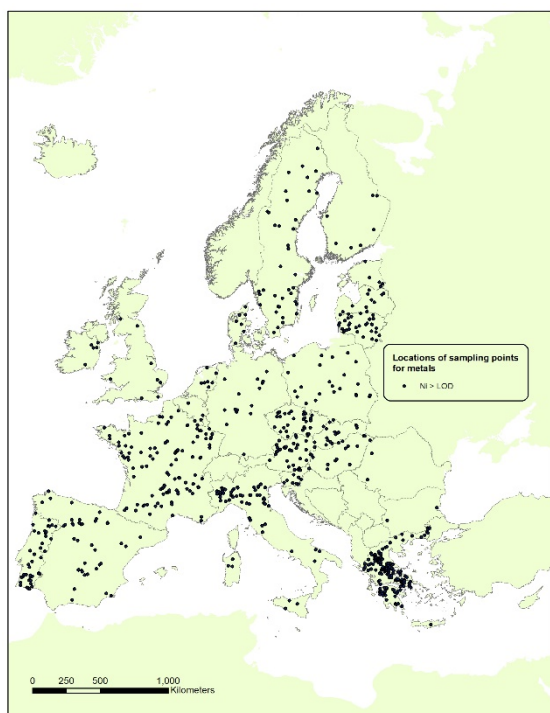 Locations of sampling points
for metals
Ni > LOD
0 250 500 1,000
Kilometers